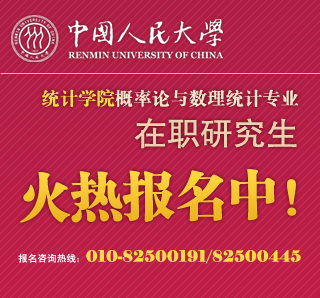 中国人民大学
RENMIN UNIVERSITY OF CHINA
统计学院概率论与数理统计专业
在职研究生
火热报名中!
报名咨询热线: 010-82500191/82500445